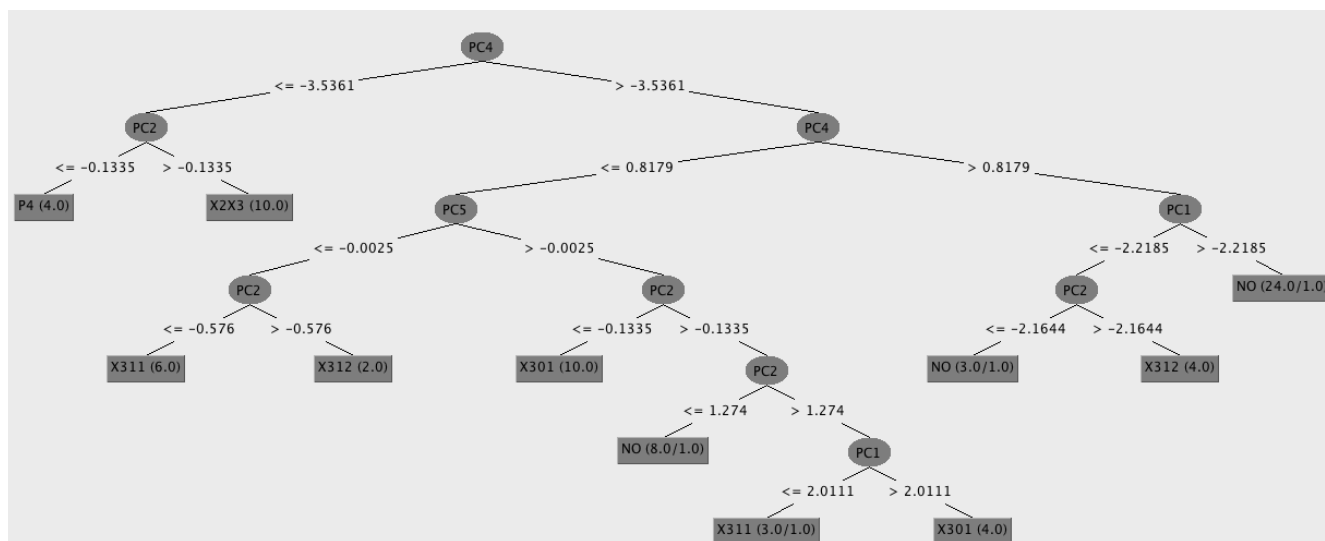 PC4
<= -3.5361 > -3.5361
PC2 PC4
<= -0.1335 > -0.1335 <= 0.8179 > 0.8179
P4 (4.0) X2X3 (10.0) PC5 PC1
<= -0.0025 > -0.0025 <= -2.2185 > -2.2185
PC2 PC2 PC2 NO (24.0/1.0)
<= -0.576 > -0.576 <= -0.1335 > -0.1335 <= -2.1644 > -2.1644
X311 (6.0) X312 (2.0) X301 (10.0) PC2 NO (3.0/1.0) X312 (4.0)
<= 1.274 > 1.274
NO (8.0/1.0) PC1
<= 2.0111 > 2.0111
X311 (3.0/1.0) X301 (4.0)